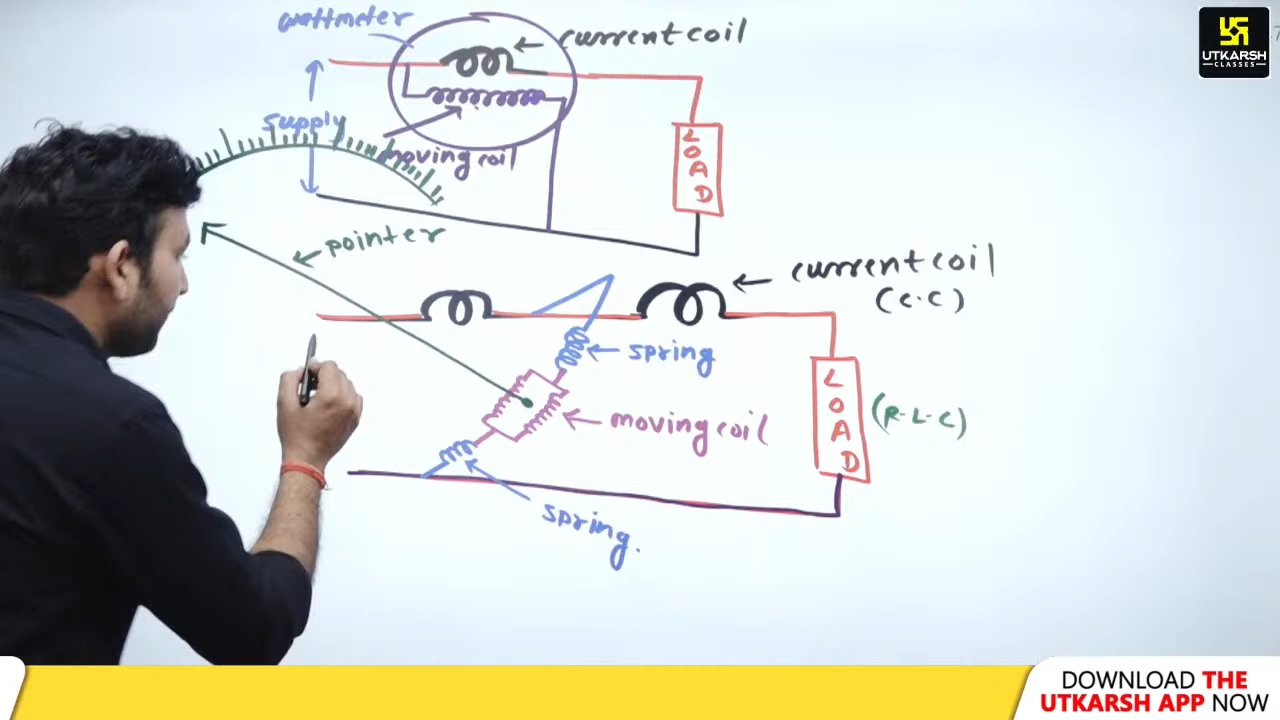 wattmeter
current coil
supply
moving coil
LOAD
pointer
current coil
(C.C)
spring
moving coil
LOAD
(R-L-C)
spring.
UTKARSH
CLASSES
7
DOWNLOAD THE
UTKARSH APP NOW